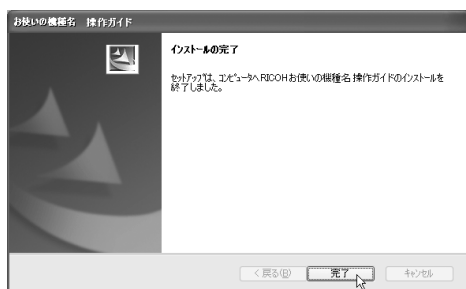 お使いの機種名 操作ガイド
インストールの完了
セットアップは、コンピュータへRICOHお使いの機種名 操作ガイドのインストールを
終了しました。
< 戻る(B)
完了
キャンセル